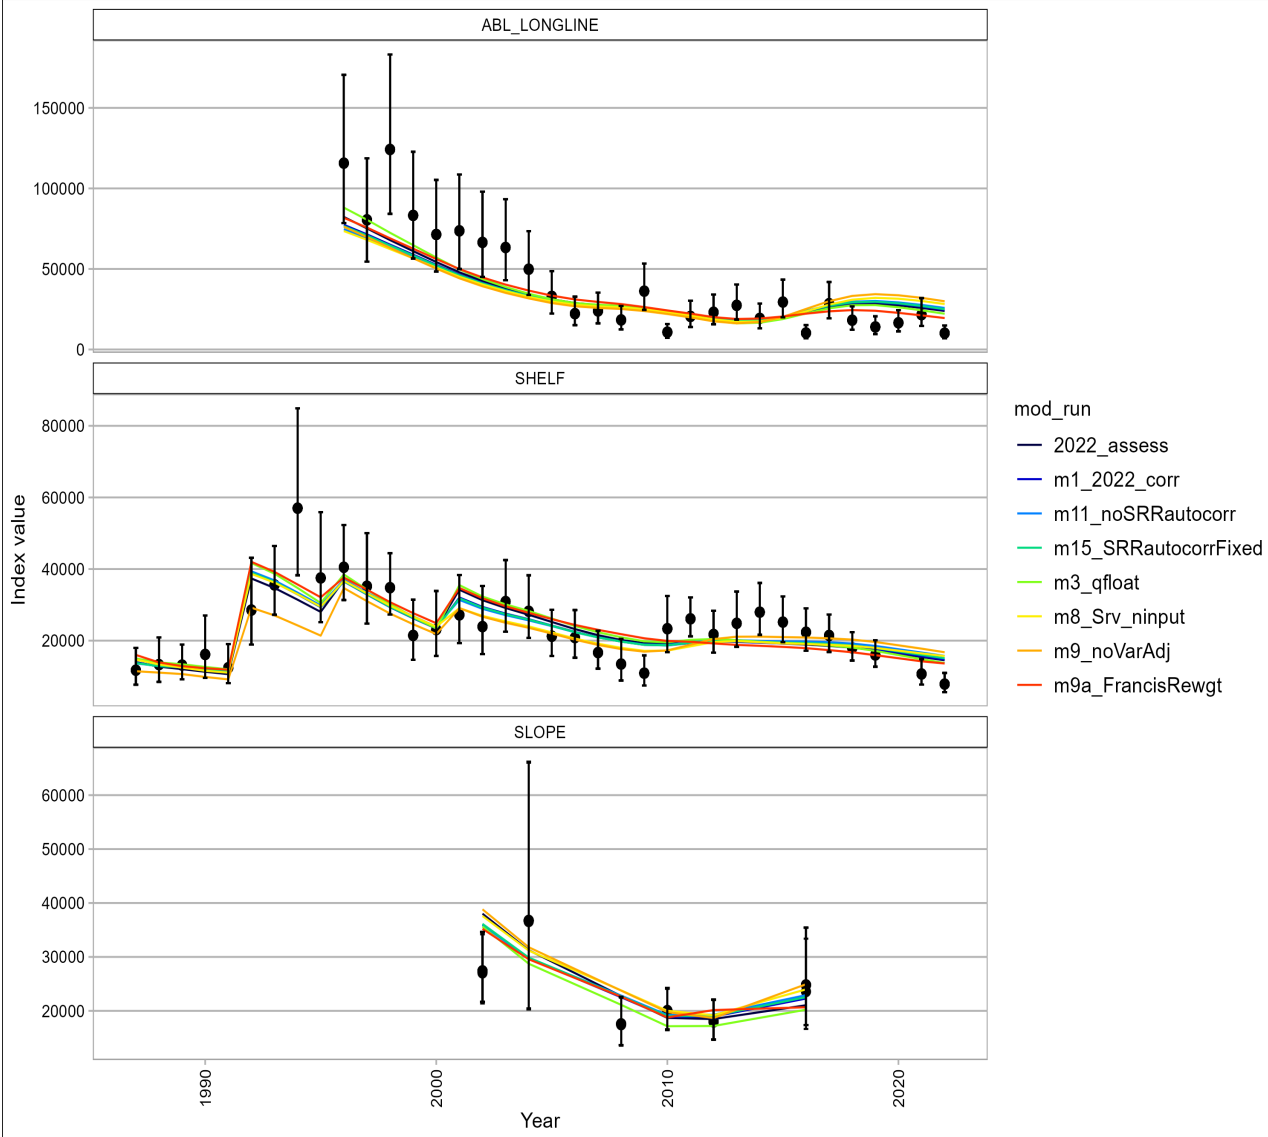 ABL_LONGLINE
150000
100000
50000
0
SHELF
80000
60000
40000
20000
SLOPE
60000
50000
40000
30000
20000
1990
2000
2010
2020
Year
Index value
mod_run
2022_assess
m1_2022_corr
m11_noSRRautocorr
m15_SRRautocorrFixed
m3_qfloat
m8_Srv_ninput
m9_noVarAdj
m9a_FrancisRewgt